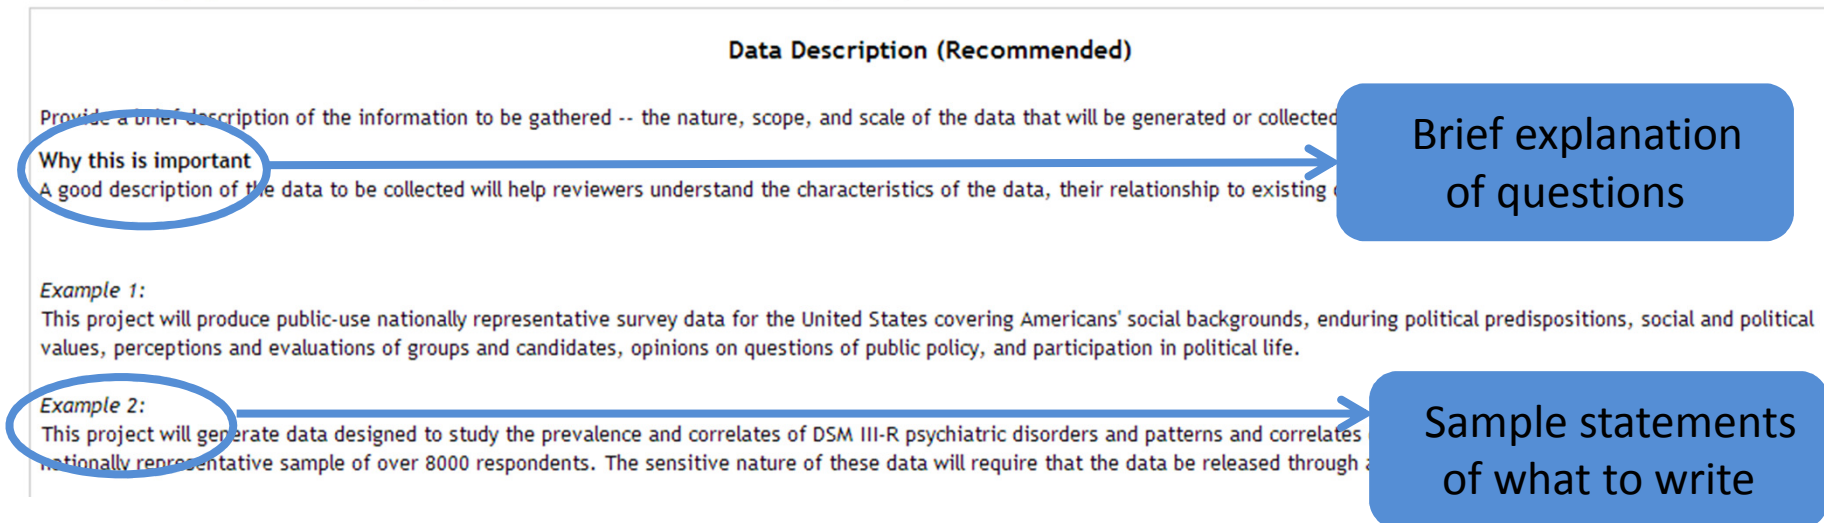 Data Description (Recommended)
Provide a brief description of the information to be gathered -- the nature, scope, and scale of the data that will be generated or collected
Brief explanation
of questions
Why this is important
A good description of the data to be collected will help reviewers understand the characteristics of the data, their relationship to existing
Example 1:
This project will produce public-use nationally representative survey data for the United States covering Americans' social backgrounds, enduring political predispositions, social and political
values, perceptions and evaluations of groups and candidates, opinions on questions of public policy, and participation in political life.
Example 2:
This project will generate data designed to study the prevalence and correlates of DSM III-R psychiatric disorders and patterns and correlates
nationally representative sample of over 8000 respondents. The sensitive nature of these data will require that the data be released through
Sample statements
of what to write